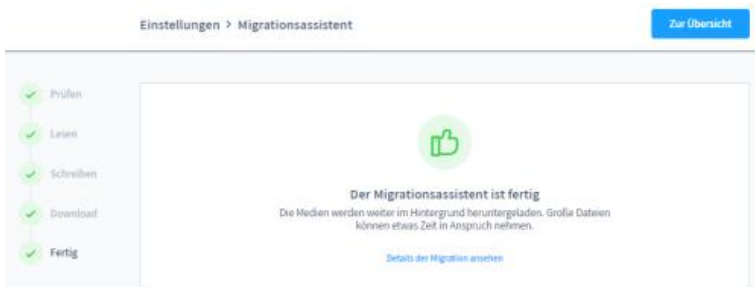 Einstellungen > Migrationsassistent
Zur Übersicht
Prüfen
Lesen
Schreiben
Download
Fertig
Der Migrationsassistent ist fertig
Die Medien werden weiter im Hintergrund heruntergeladen. Große Dateien
können etwas Zeit in Anspruch nehmen.
Details der Migration ansehen